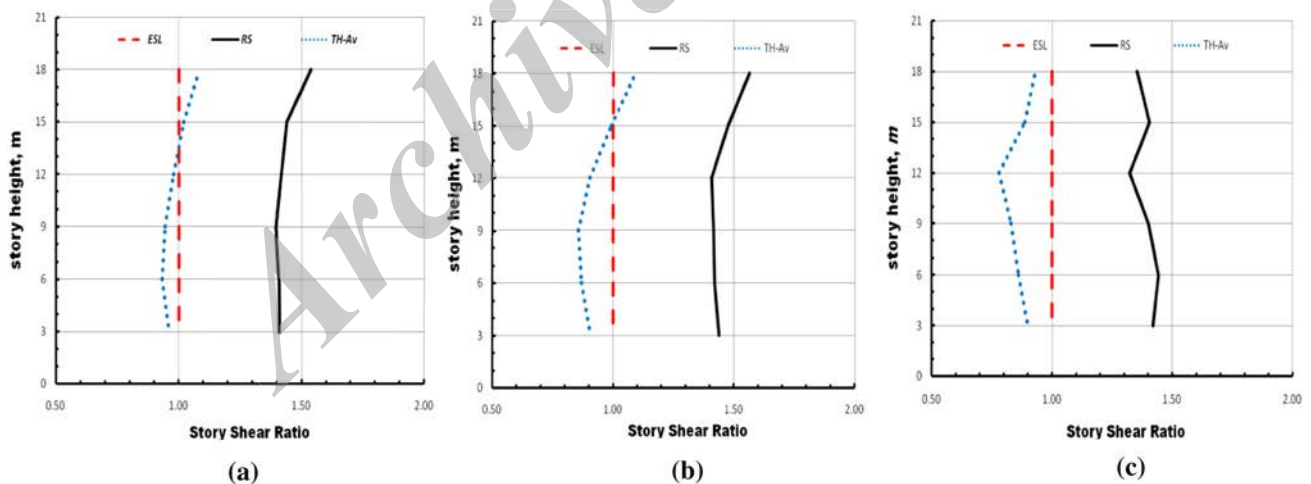 21
18
15
12
9
6
3
0
story height, m
ESL RS TH-Av
0.50 1.00 1.50 2.00
Story Shear Ratio
(a)
21
18
15
12
9
6
3
0
story height, m
ESL RS TH-Av
0.50 1.00 1.50 2.00
Story Shear Ratio
(b)
21
18
15
12
9
6
3
0
story height, m
ESL RS TH-Av
0.50 1.00 1.50 2.00
Story Shear Ratio
(c)
Archive